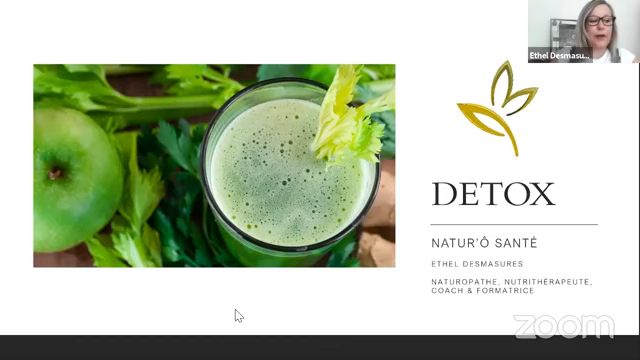 Ethel Desmasu...
DETOX
NATUR'Ô SANTÉ
ETHEL DESMASURES
NATUROPATHE, NUTRITHÉRAPEUTE,
COACH & FORMATRICE
zoom